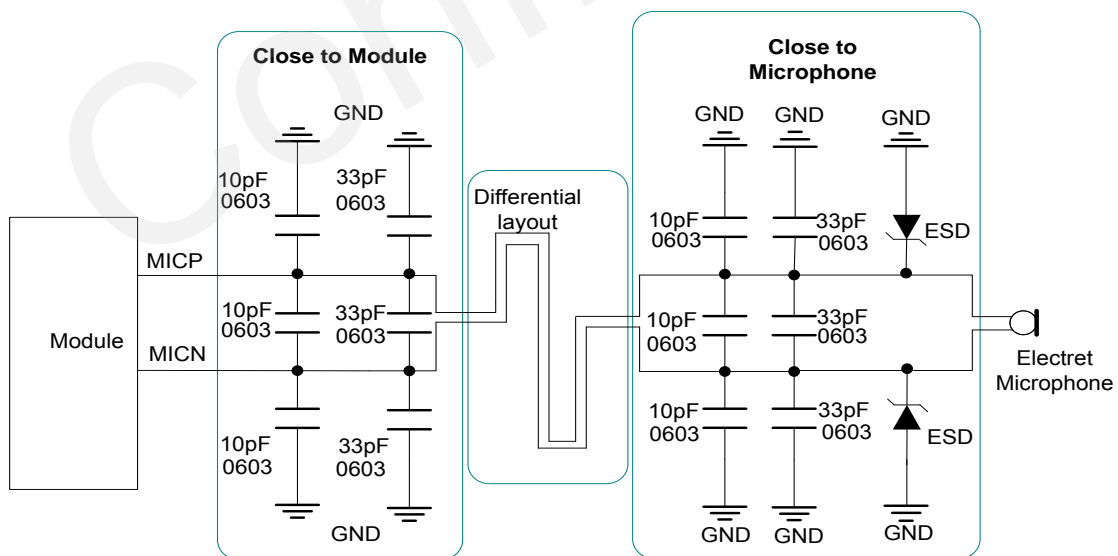 Close to Module
GND
10pF
0603
33pF
0603
MICP
10pF
0603
33pF
0603
MICN
Module
10pF
0603
33pF
0603
GND
Differential
layout
Close to
Microphone
GND
GND
GND
10pF
0603
33pF
0603
ESD
10pF
0603
33pF
0603
10pF
0603
33pF
0603
ESD
GND
GND
GND
Electret
Microphone